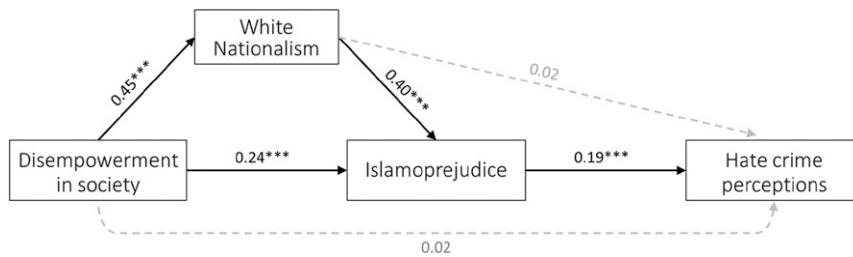 White
Nationalism
0.45***
0.40***
0.02
Disempowerment
in society
0.24***
Islamoprejudice
0.19***
Hate crime
perceptions
0.02